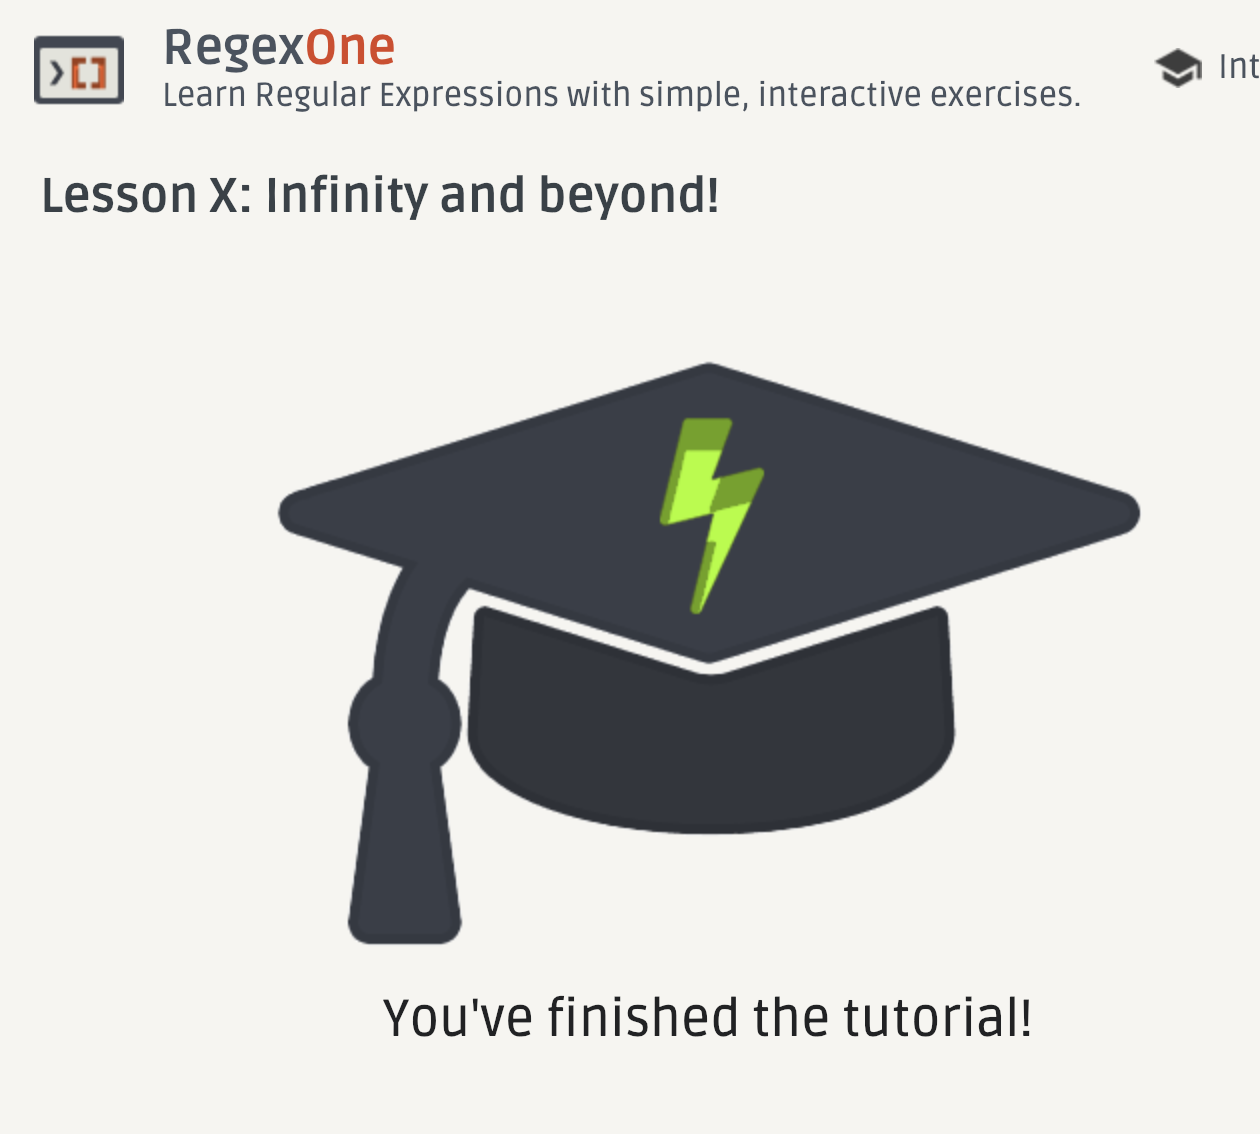 RegexOne
Learn Regular Expressions with simple, interactive exercises.
Int
Lesson X: Infinity and beyond!
You've finished the tutorial!